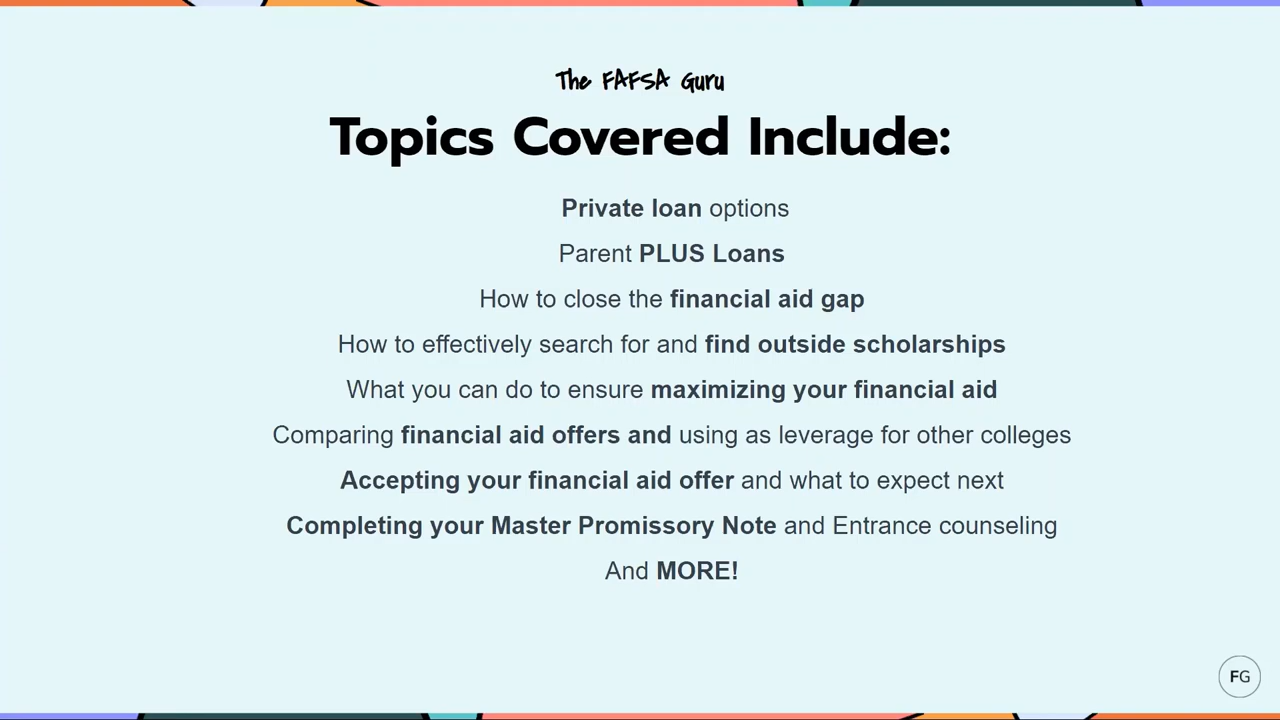 The FAFSA Guru
Topics Covered Include:
Private loan options
Parent PLUS Loans
How to close the financial aid gap
How to effectively search for and find outside scholarships
What you can do to ensure maximizing your financial aid
Comparing financial aid offers and using as leverage for other colleges
Accepting your financial aid offer and what to expect next
Completing your Master Promissory Note and Entrance counseling
And MORE!
FG